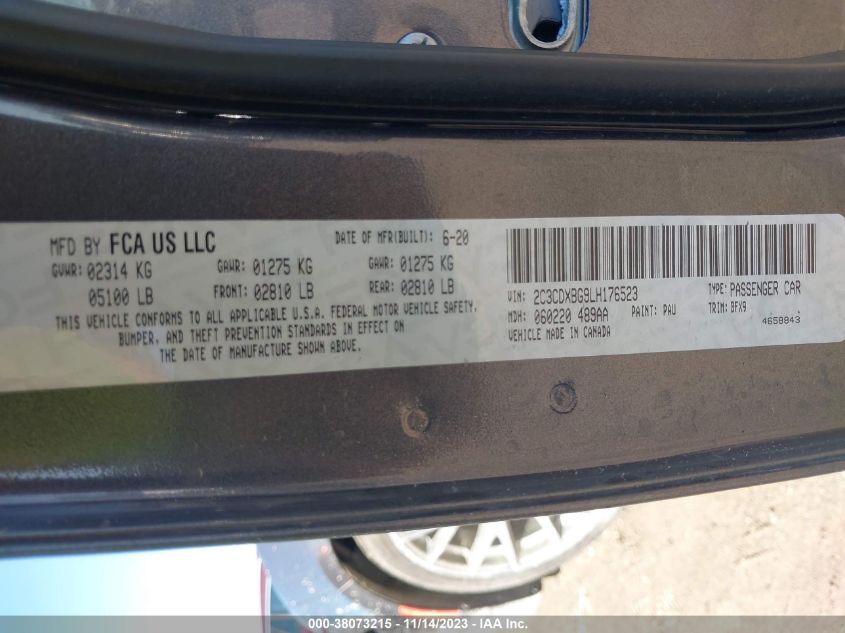 MFD BY FCA US LLC
DATE OF MFR(BUILT): 6-20
GVWR: 02314 KG
GAWR: 01275 KG
GAWR: 01275 KG
05100 LB
FRONT: 02810 LB
REAR: 02810 LB
THIS VEHICLE CONFORMS TO ALL APPLICABLE U.S.A. FEDERAL MOTOR VEHICLE SAFETY,
BUMPER, AND THEFT PREVENTION STANDARDS IN EFFECT ON
THE DATE OF MANUFACTURE SHOWN ABOVE.
VIN: 2C3CDXBG9LH176523
TYPE: PASSENGER CAR
MDH: 060220 489AA
PAINT: PAU
TRIM: BFX9
VEHICLE MADE IN CANADA
4658843
000-38073215 - 11/14/2023 - IAA Inc.